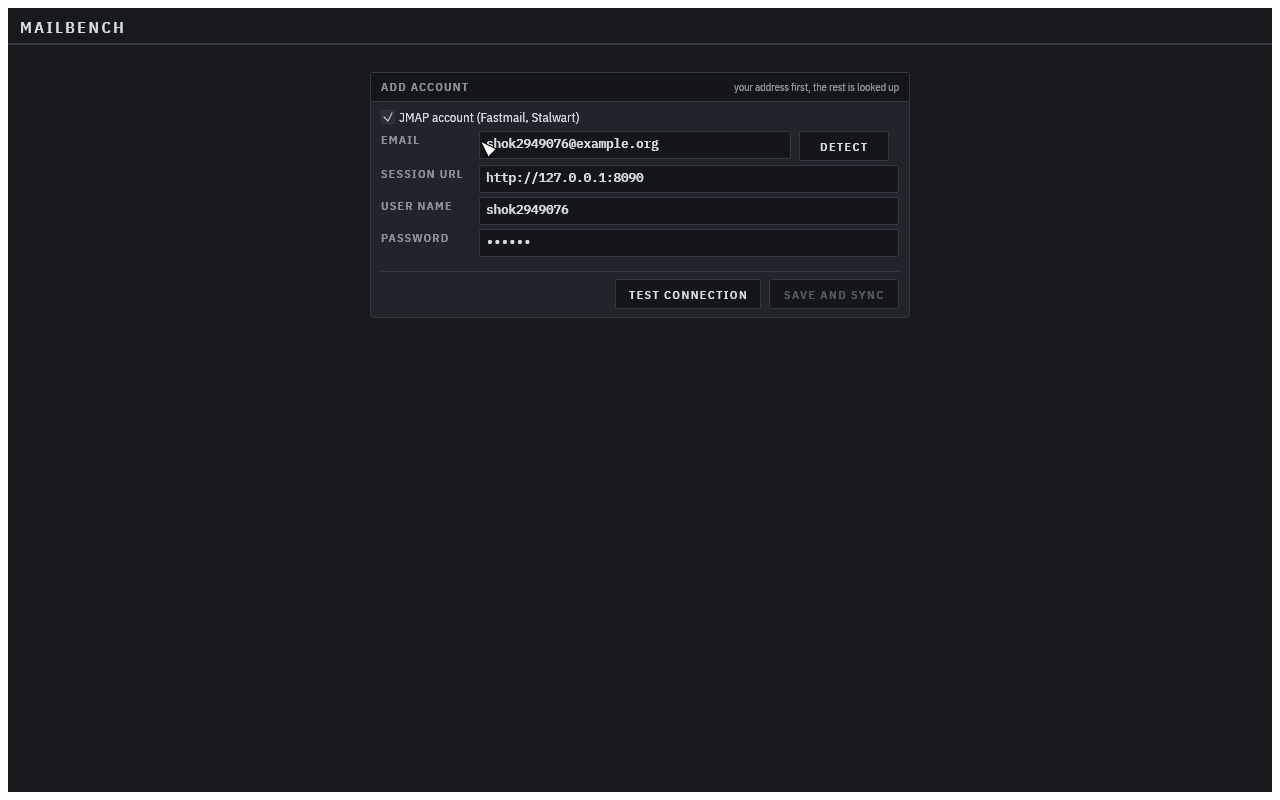 MAILBENCH
ADD ACCOUNT your address first, the rest is looked up
JMAP account (Fastmail, Stalwart)
EMAIL shok2949076@example.org DETECT
SESSION URL http://127.0.0.1:8090
USER NAME shok2949076
PASSWORD ••••••
TEST CONNECTION SAVE AND SYNC